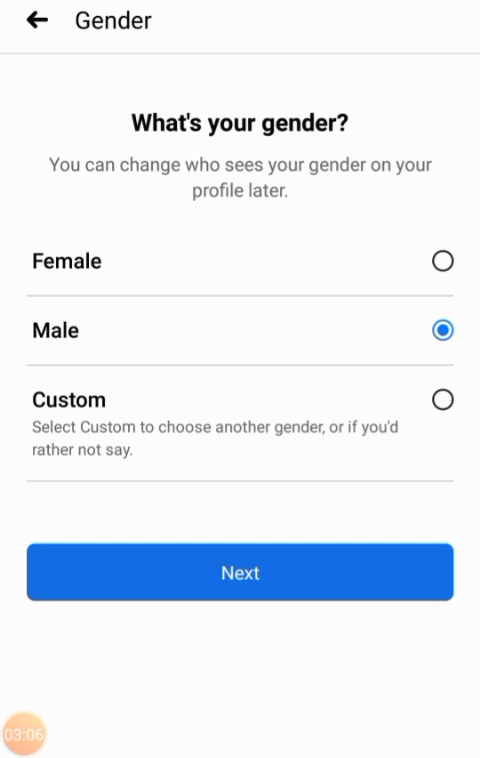 Gender
What's your gender?
You can change who sees your gender on your
profile later.
Female
Male
Custom
Select Custom to choose another gender, or if you'd
rather not say.
Next
03:06